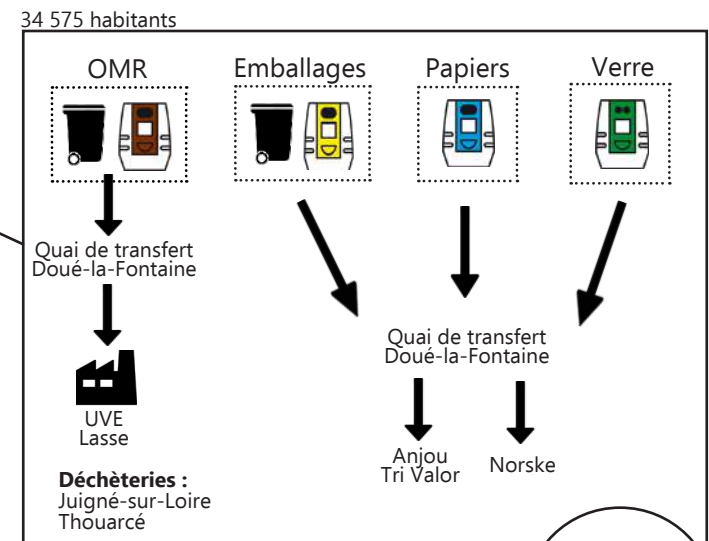 34 575 habitants
OMR
Emballages
Papiers
Verre
Quai de transfert
Doué-la-Fontaine
UVE
Lasse
Déchèteries :
Juigné-sur-Loire
Thouarcé
Quai de transfert
Doué-la-Fontaine
Anjou
Tri Valor
Norske